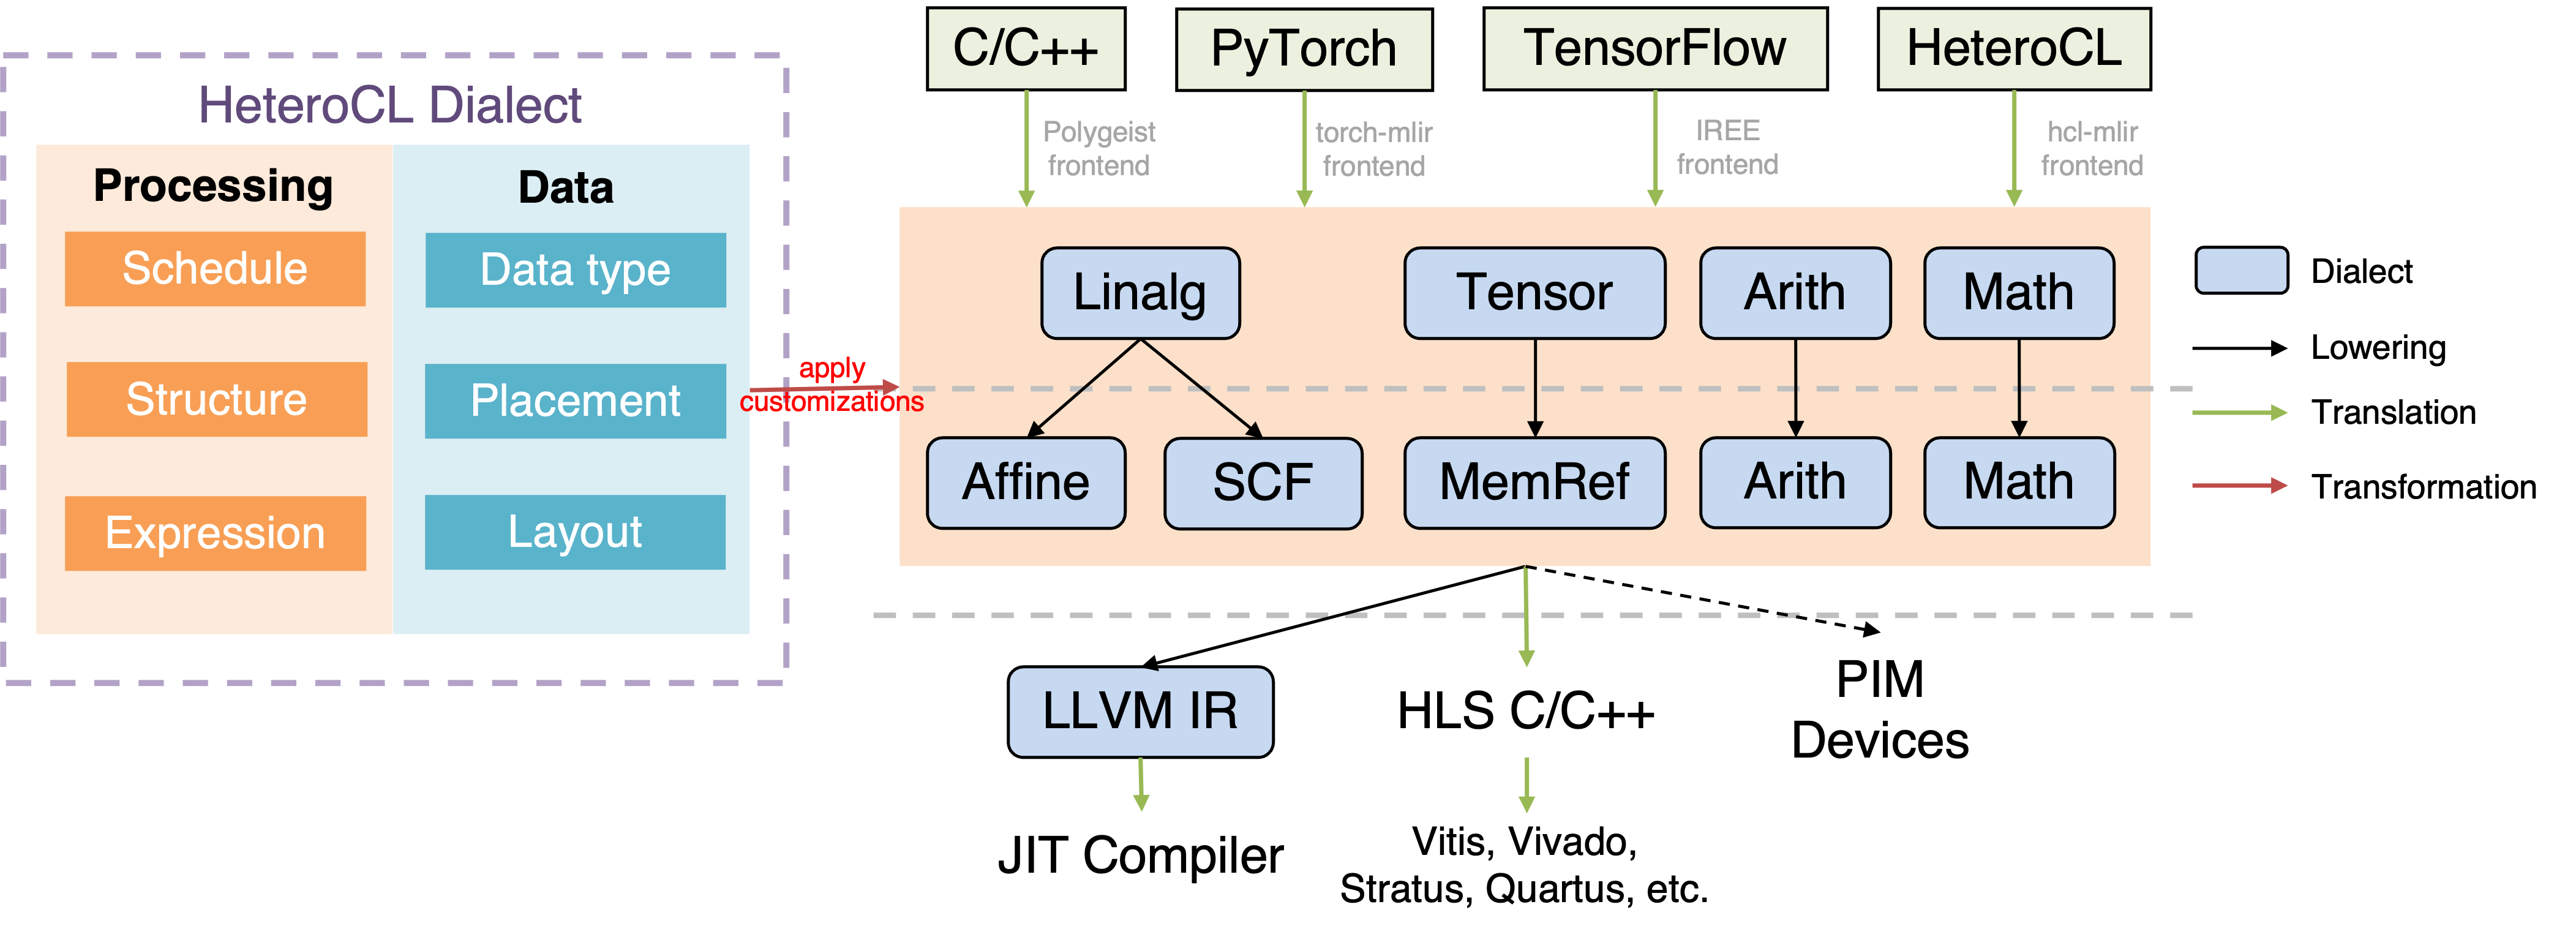 C/C++
PyTorch
TensorFlow
HeteroCL
Polygeist
frontend
torch-mlir
frontend
IREE
frontend
hcl-mlir
frontend
HeteroCL Dialect
Processing
Data
Schedule
Data type
Structure
Placement
Expression
Layout
apply
customizations
Linalg
Tensor
Arith
Math
Affine
SCF
MemRef
Arith
Math
Dialect
Lowering
Translation
Transformation
LLVM IR
HLS C/C++
PIM
Devices
JIT Compiler
Vitis, Vivado,
Stratus, Quartus, etc.